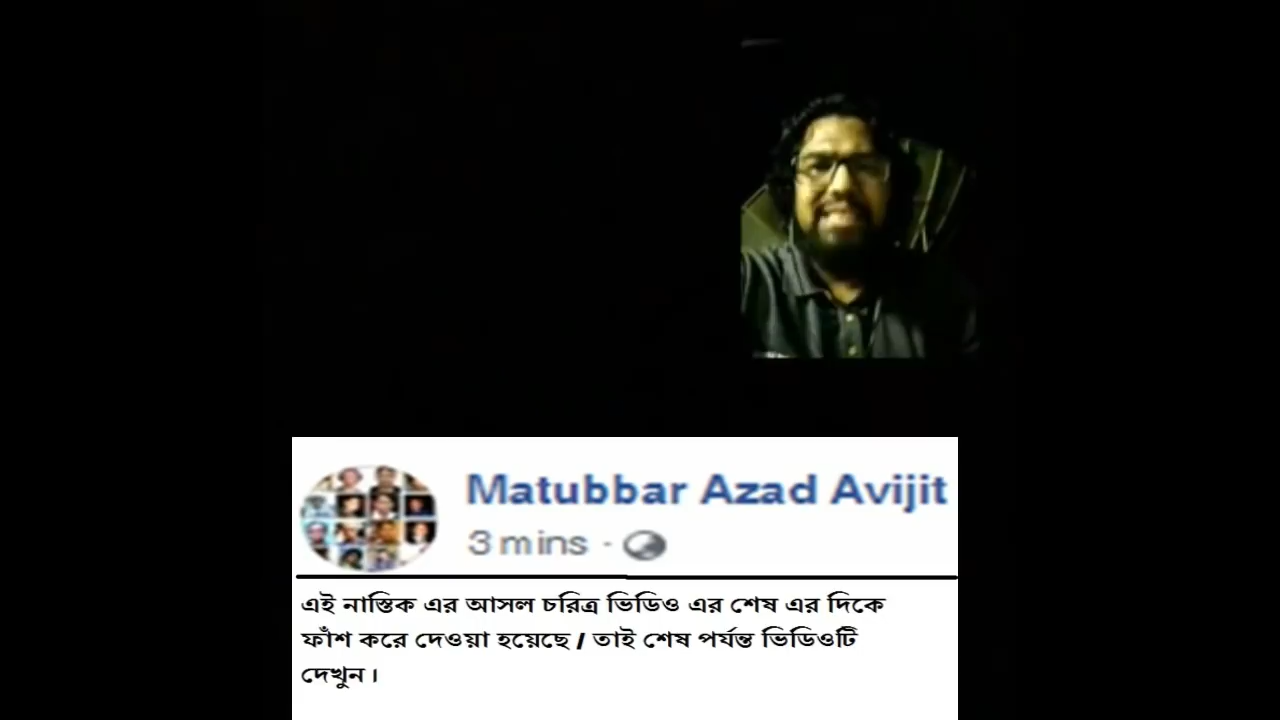 Matubbar Azad Avijit
3 mins ·
এই নাস্তিক এর আসল চরিত্র ভিডিও এর শেষ এর দিকে
ফাঁশ করে দেওয়া হয়েছে / তাই শেষ পর্যন্ত ভিডিওটি
দেখুন।